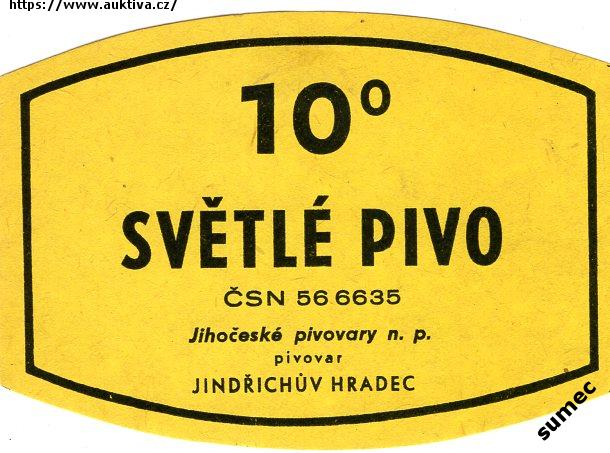 https://www.auktiva.cz/
10°
SVĚTLÉ PIVO
ČSN 56 6635
Jihočeské pivovary n. p.
pivovar
JINDŘICHŮV HRADEC
sumec